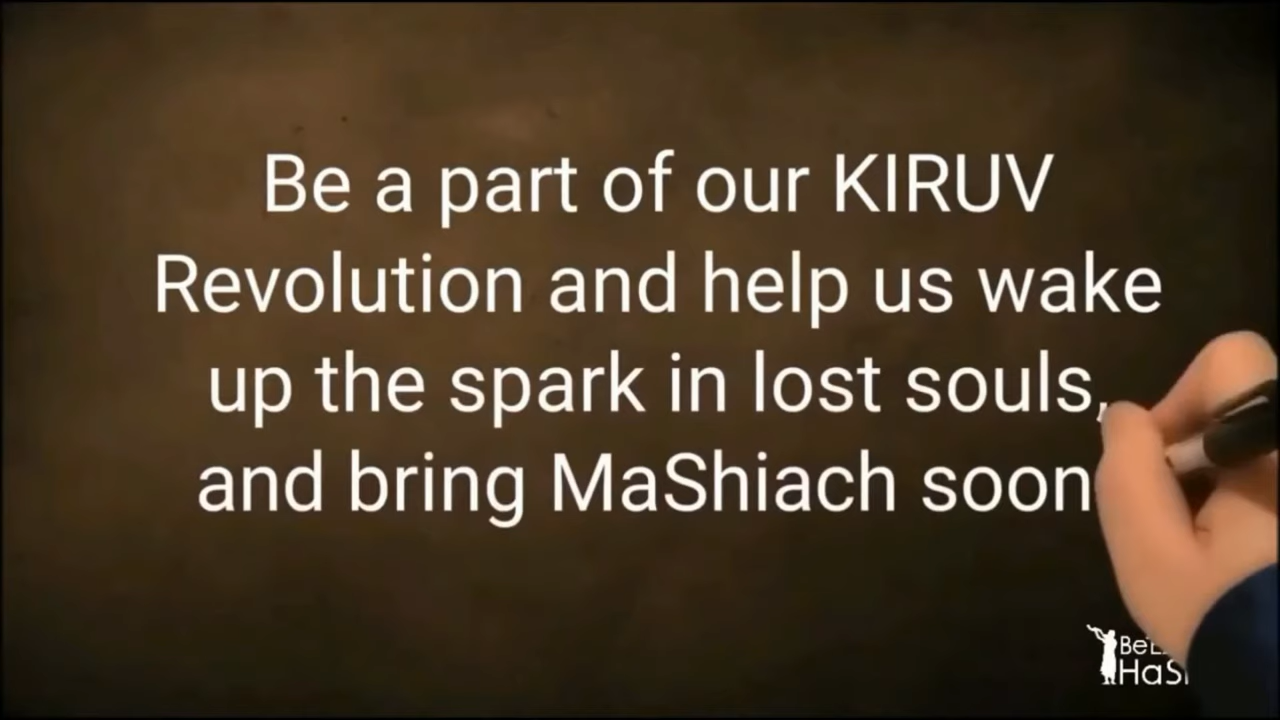 Be a part of our KIRUV
Revolution and help us wake
up the spark in lost souls,
and bring MaShiach soon